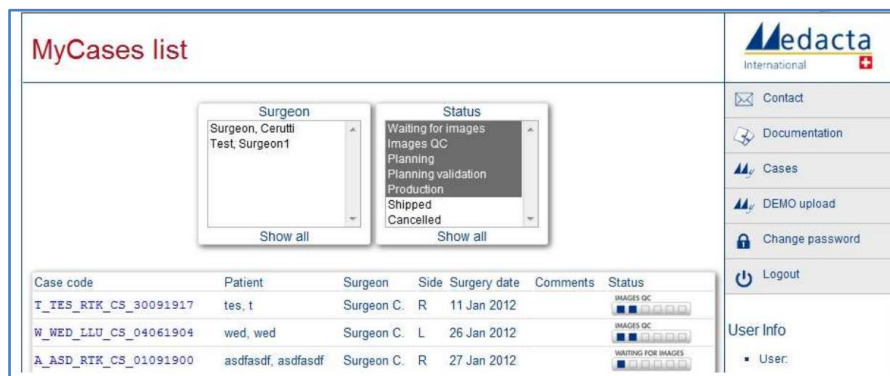 MyCases list
Medacta
International
Surgeon
Surgeon, Cerutti
Test, Surgeon1
Show all
Status
Waiting for images
Images QC
Planning
Planning validation
Production
Shipped
Cancelled
Show all
Contact
Documentation
My Cases
My DEMO upload
Change password
Logout
User Info
User:
Case code Patient Surgeon Side Surgery date Comments Status
T_TES_RTK_CS_30091917 tes, t Surgeon C. R 11 Jan 2012 IMAGES QC
W_WED_LLU_CS_04061904 wed, wed Surgeon C. L 26 Jan 2012 IMAGES QC
A_ASD_RTK_CS_01091900 asdfasdf, asdfasdf Surgeon C. R 27 Jan 2012 WAITING FOR IMAGES